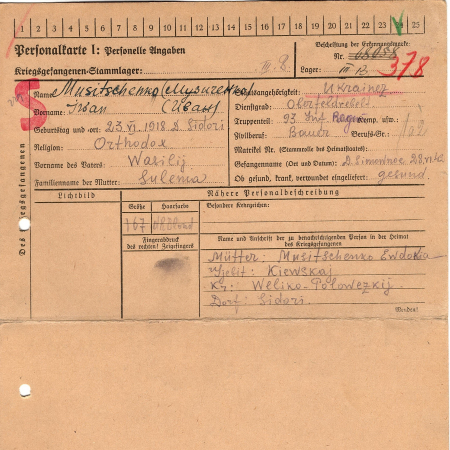 1 2 3 4 5 6 7 8 9 10 11 12 13 14 15 16 17 18 19 20 21 22 23 24 25
Personalkarte I: Personelle Angaben
Beschriftung der Erkennungsmarke
Nr. 68058
378
Kriegsgefangenen-Stammlager: III B.
Lager: III B
Des Kriegsgefangenen
S
Name: Musitschenko
Staatsangehörigkeit: Ukrainez
Vorname: Iwan (Иван)
Dienstgrad:
Truppenteil: 93 Inf. Reg. Komp. usw.:
Geburtstag und -ort: 23.VI.1918 D. Sidori
Zivilberuf: Bauer Berufs-Gr.:
Religion: Orthodox
Matrikel Nr. (Stammrolle des Heimatstaates):
Vorname des Vaters: Wasilij
Gefangennahme (Ort und Datum):
Familienname der Mutter: Sulema
Ob gesund, krank, verwundet eingeliefert: gesund.
Lichtbild
Nähere Personalbeschreibung
Größe Haarfarbe
Besondere Kennzeichen:
167
Fingerabdruck
des rechten! Zeigefingers
Name und Anschrift der zu benachrichtigenden Person in der Heimat
des Kriegsgefangenen
Mutter: Musitschenko Ewdokia
Kiewskaj
Kr: Welino-Polowezkij
Dorf: Sidori.
Wenden!